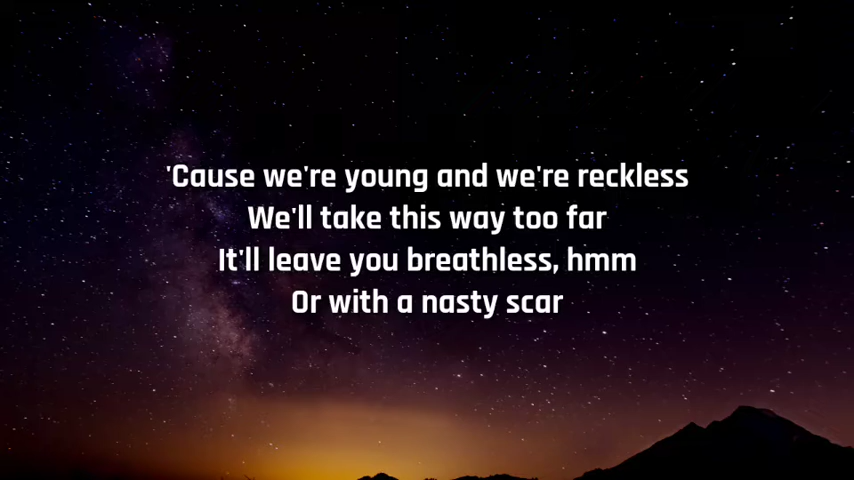 'Cause we're young and we're reckless
We'll take this way too far
It'll leave you breathless, hmm
Or with a nasty scar